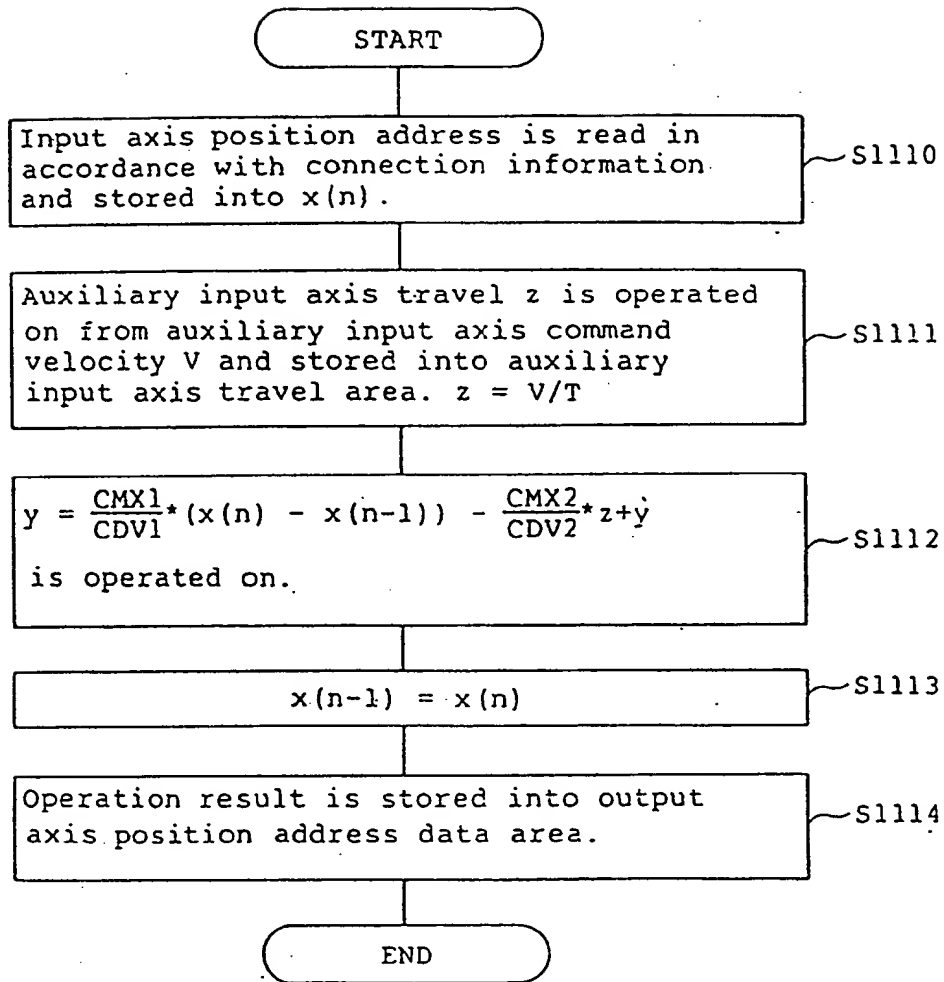 START
Input axis position address is read in
accordance with connection information
and stored into x(n).
S1110
Auxiliary input axis travel z is operated
on from auxiliary input axis command
velocity V and stored into auxiliary
input axis travel area. z = V/T
S1111
y = CMX1/CDV1*(x(n) - x(n-1)) - CMX2/CDV2*z+y
is operated on.
S1112
x(n-1) = x(n)
S1113
Operation result is stored into output
axis position address data area.
S1114
END